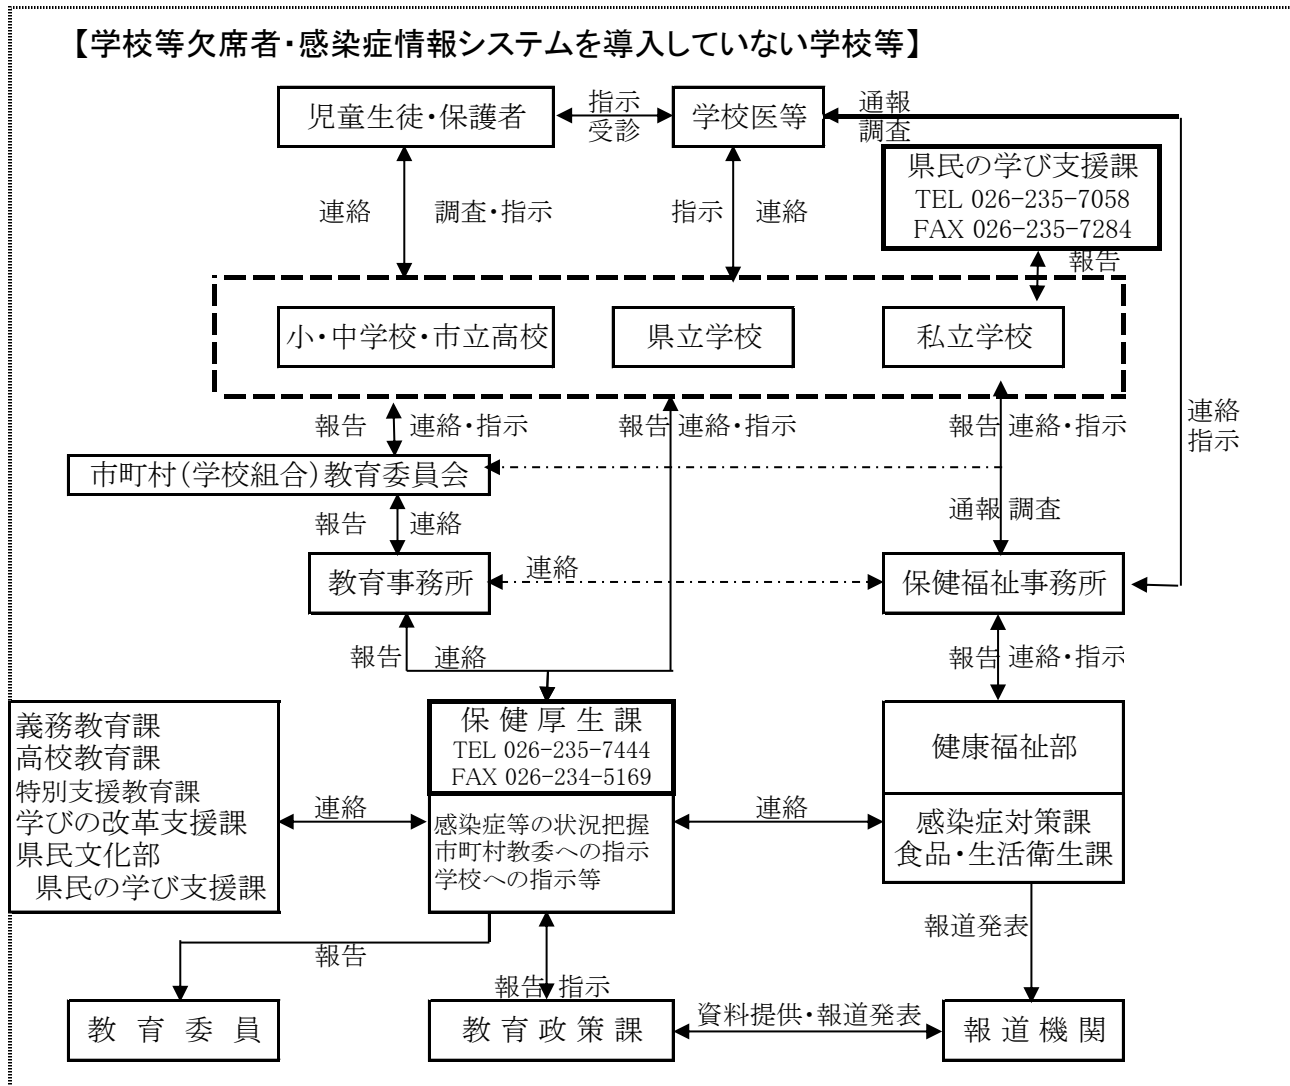 【学校等欠席者・感染症情報システムを導入していない学校等】
児童生徒・保護者
指示
受診
学校医等
通報
調査
県民の学び支援課
TEL 026-235-7058
FAX 026-235-7284
連絡
調査・指示
指示
連絡
報告
小・中学校・市立高校
県立学校
私立学校
報告
連絡・指示
報告
連絡・指示
報告
連絡・指示
連絡
指示
市町村(学校組合)教育委員会
報告
連絡
通報
調査
教育事務所
連絡
保健福祉事務所
報告
連絡
報告
連絡・指示
義務教育課
高校教育課
特別支援教育課
学びの改革支援課
県民文化部
県民の学び支援課
連絡
保健厚生課
TEL 026-235-7444
FAX 026-234-5169
感染症等の状況把握
市町村教委への指示
学校への指示等
連絡
健康福祉部
感染症対策課
食品・生活衛生課
報告
報道発表
報告
指示
教育委員
教育政策課
資料提供・報道発表
報道機関